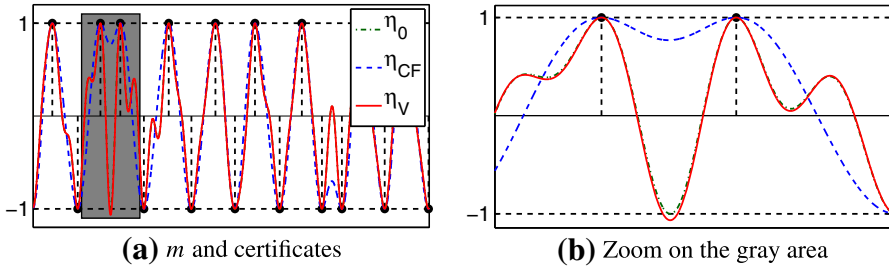 1
−1
η0
ηCF
ηV
(a) m and certificates
1
−1
(b) Zoom on the gray area